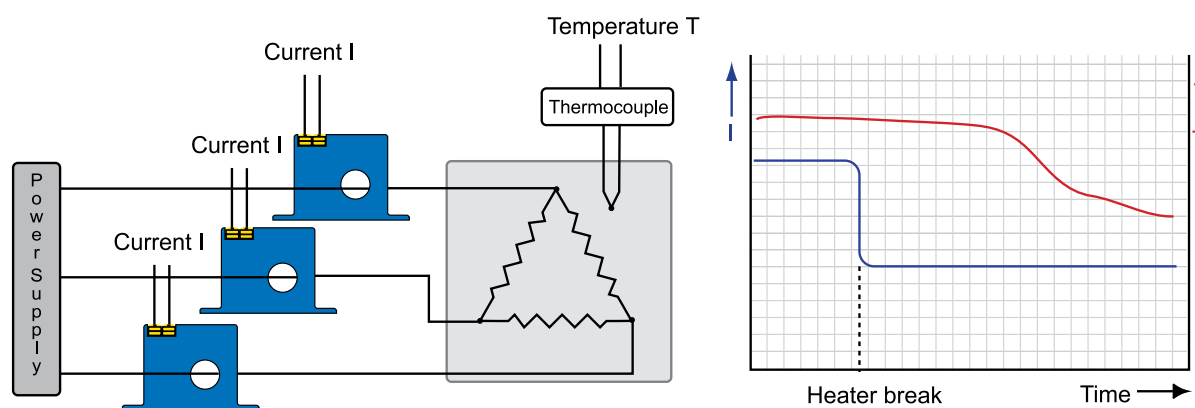 Temperature T
Current I
Thermocouple
Current I
Current I
Power Supply
I
Heater break
Time